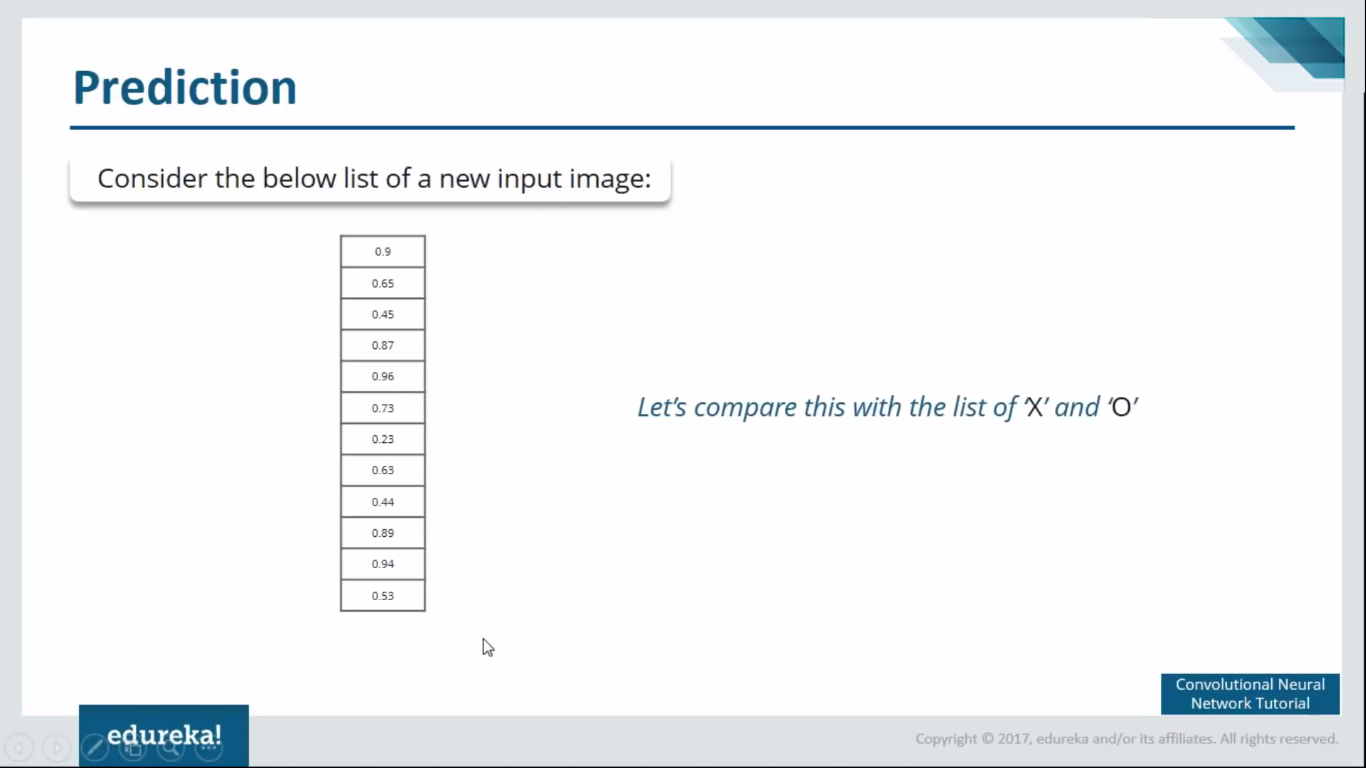 Prediction
Consider the below list of a new input image:
0.9
0.65
0.45
0.87
0.96
0.73
0.23
0.63
0.44
0.89
0.94
0.53
Let’s compare this with the list of ‘X’ and ‘O’
Convolutional Neural
Network Tutorial
edureka!
Copyright © 2017, edureka and/or its affiliates. All rights reserved.